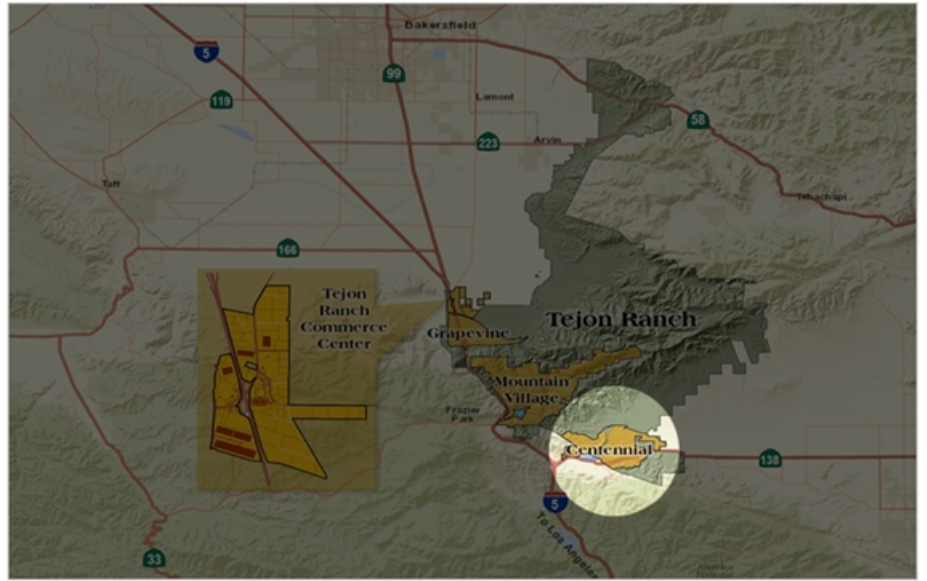 Bakersfield
5
99
119
Lamont
58
223
Arvin
Taft
Tehachapi
166
Tejon
Ranch
Commerce
Center
Grapevine
Tejon Ranch
Mountain
Village
Frazier
Park
Centennial
138
5
To Los Angeles
33